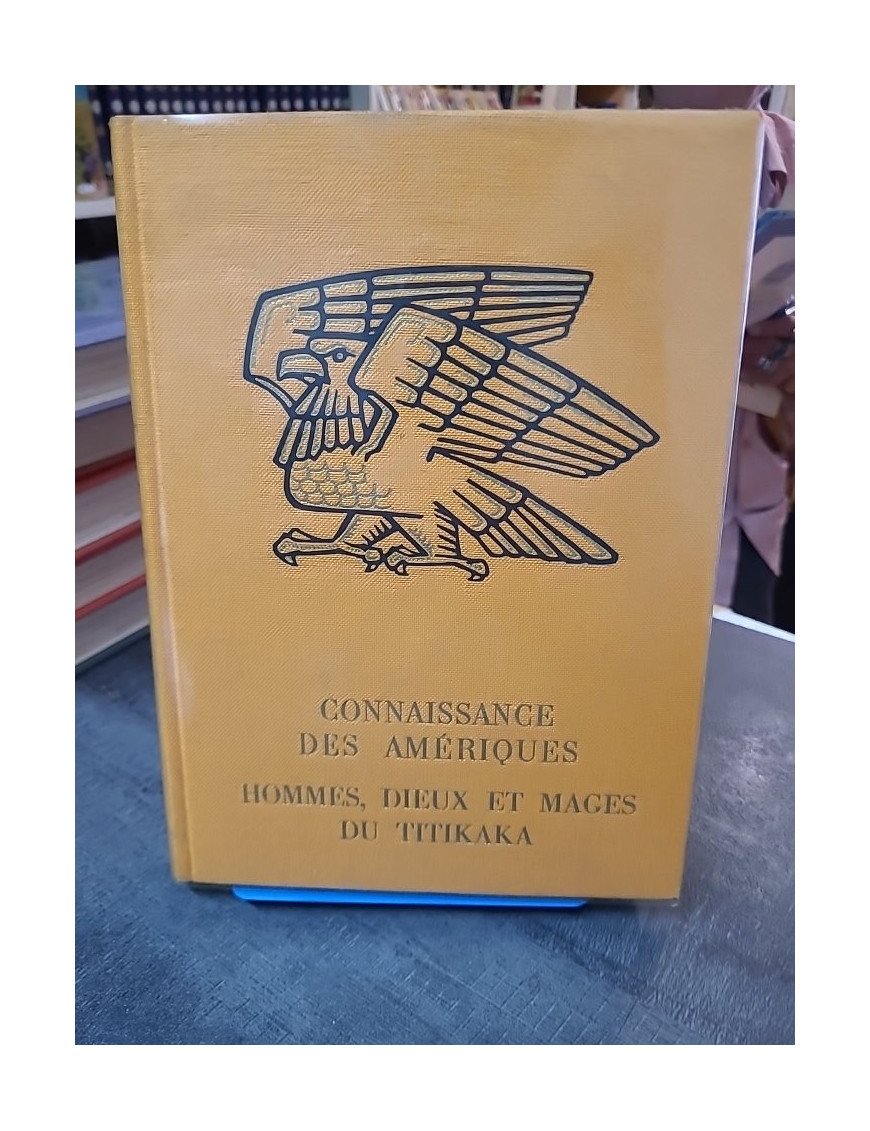 CONNAISSANCE
DES AMÉRIQUES
HOMMES, DIEUX ET MAGES
DU TITIKAKA